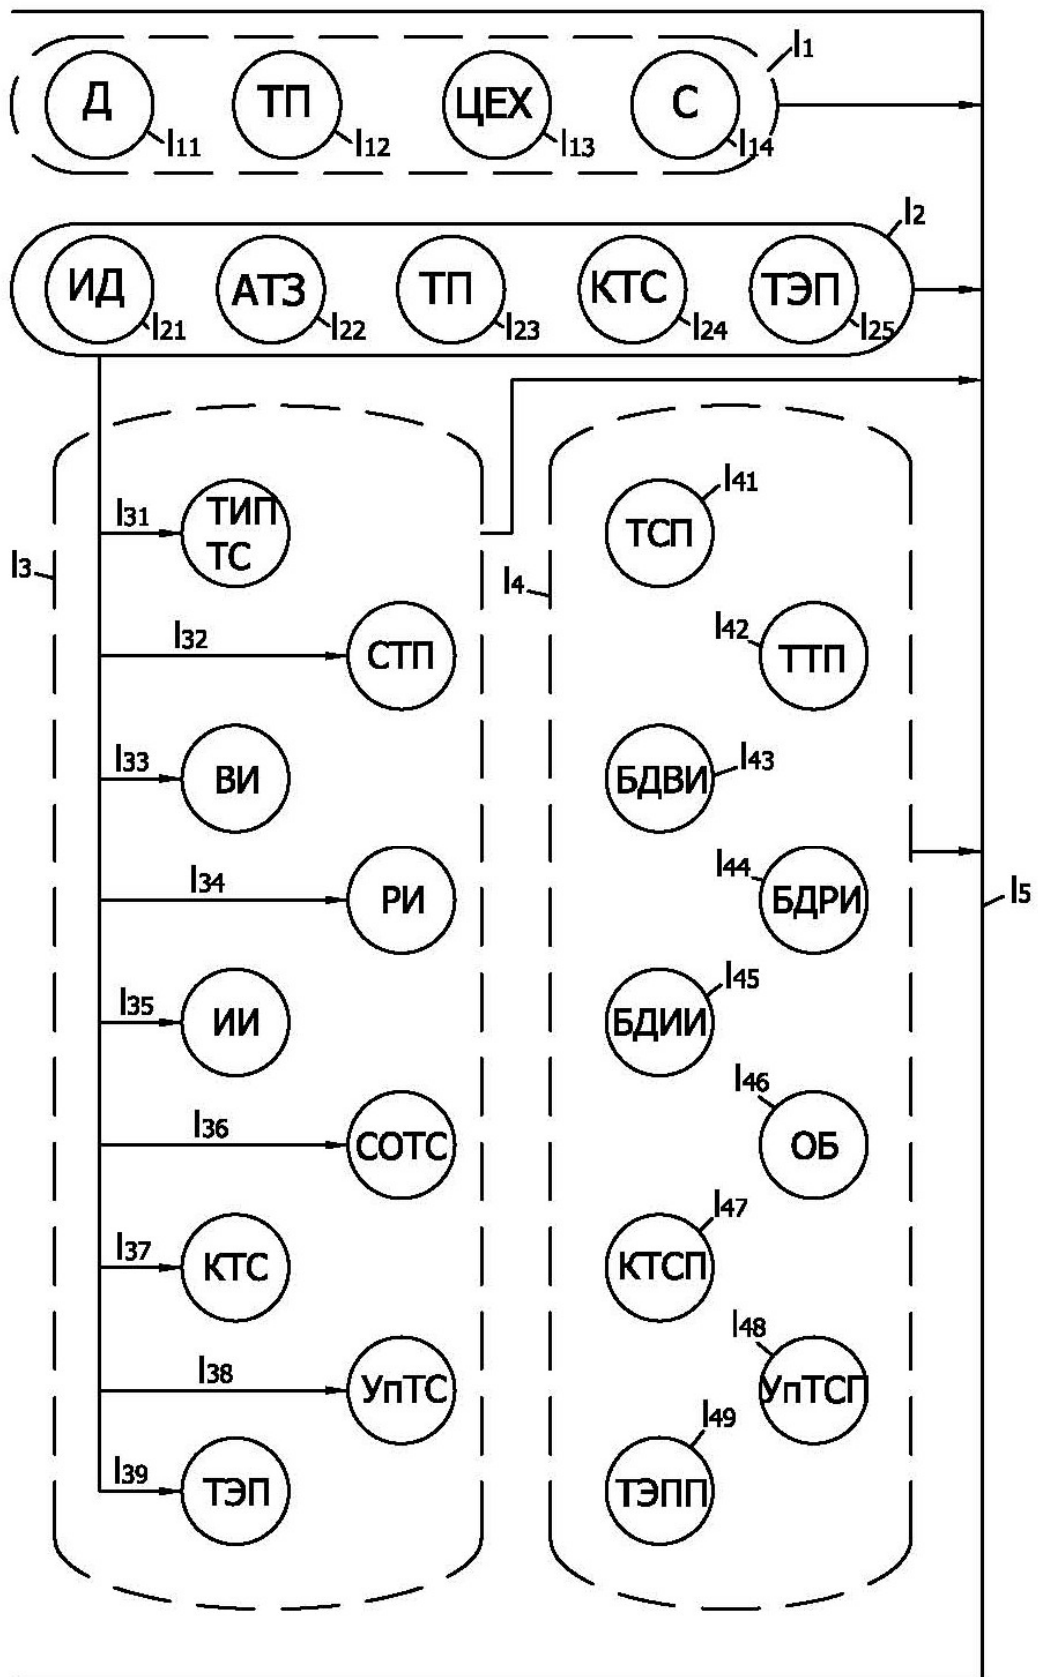 I1
Д
ТП
ЦЕХ
С
I11
I12
I13
I14
I2
ИД
АТЗ
ТП
КТС
ТЭП
I21
I22
I23
I24
I25
I3
I31
ТИП
ТС
I32
СТП
I33
ВИ
I34
РИ
I35
ИИ
I36
СОТС
I37
КТС
I38
УпТС
I39
ТЭП
I4
I41
ТСП
I42
ТТП
I43
БДВИ
I44
БДРИ
I45
БДИИ
I46
ОБ
I47
КТСП
I48
УпТСП
I49
ТЭПП
I5